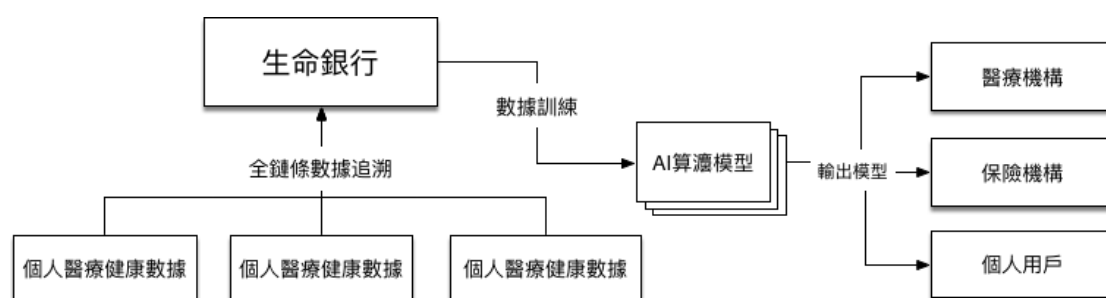 生命銀行
醫療機構
數據訓練
AI算灋模型
輸出模型
保險機構
全鏈條數據追溯
個人醫療健康數據
個人醫療健康數據
個人醫療健康數據
個人用戶